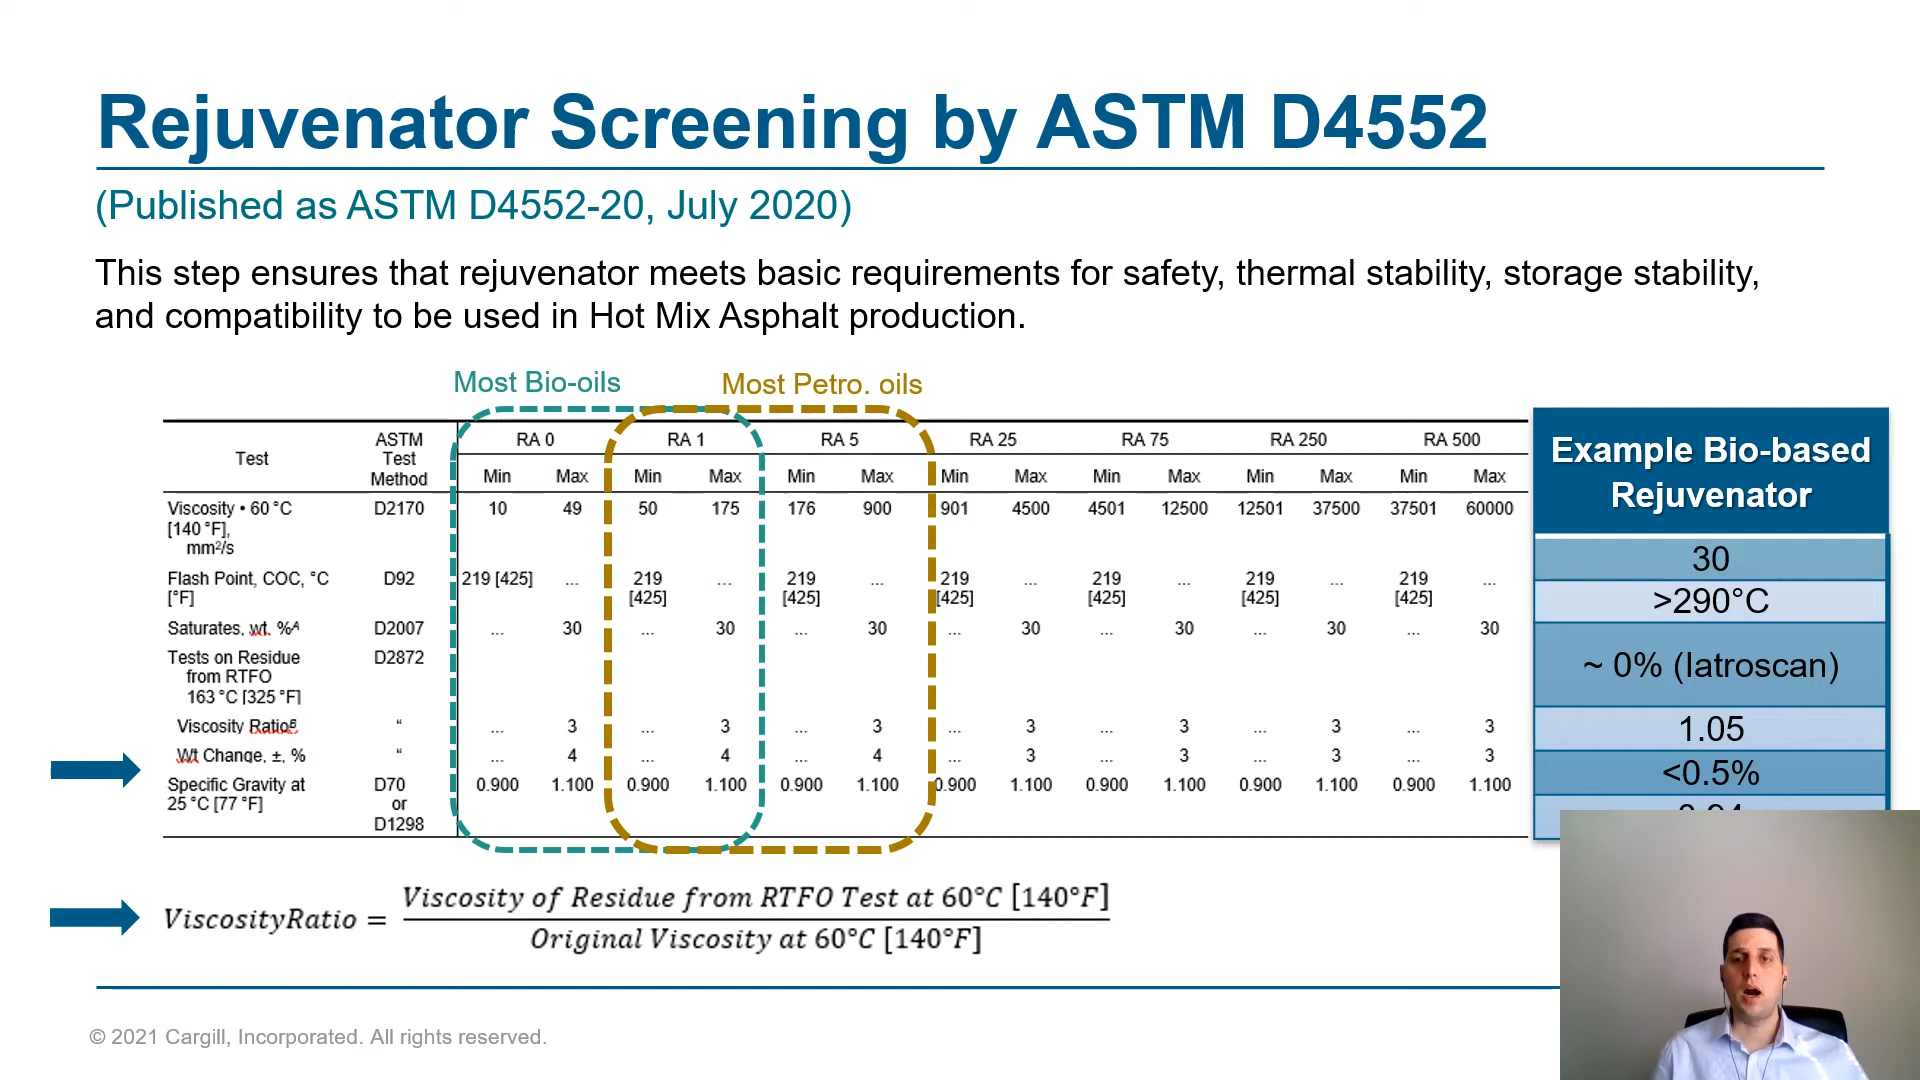 Rejuvenator Screening by ASTM D4552
(Published as ASTM D4552-20, July 2020)
This step ensures that rejuvenator meets basic requirements for safety, thermal stability, storage stability,
and compatibility to be used in Hot Mix Asphalt production.
Most Bio-oils Most Petro. oils
Test ASTM Test Method RA 0 RA 1 RA 5 RA 25 RA 75 RA 250 RA 500
Min Max Min Max Min Max Min Max Min Max Min Max Min Max
Viscosity • 60 °C [140 °F], mm²/s D2170 10 49 50 175 176 900 901 4500 4501 12500 12501 37500 37501 60000
Flash Point, COC, °C [°F] D92 219 [425] ... 219 [425] ... 219 [425] ... 219 [425] ... 219 [425] ... 219 [425] ... 219 [425] ...
Saturates, wt. %A D2007 ... 30 ... 30 ... 30 ... 30 ... 30 ... 30 ... 30
Tests on Residue from RTFO 163 °C [325 °F] D2872
Viscosity RatioB “ ... 3 ... 3 ... 3 ... 3 ... 3 ... 3 ... 3
Wt Change, ±, % “ ... 4 ... 4 ... 4 ... 3 ... 3 ... 3 ... 3
Specific Gravity at 25 °C [77 °F] D70 or D1298 0.900 1.100 0.900 1.100 0.900 1.100 0.900 1.100 0.900 1.100 0.900 1.100 0.900 1.100
Example Bio-based
Rejuvenator
30
>290°C
~ 0% (Iatroscan)
1.05
<0.5%
ViscosityRatio = Viscosity of Residue from RTFO Test at 60°C [140°F]
Original Viscosity at 60°C [140°F]
© 2021 Cargill, Incorporated. All rights reserved.